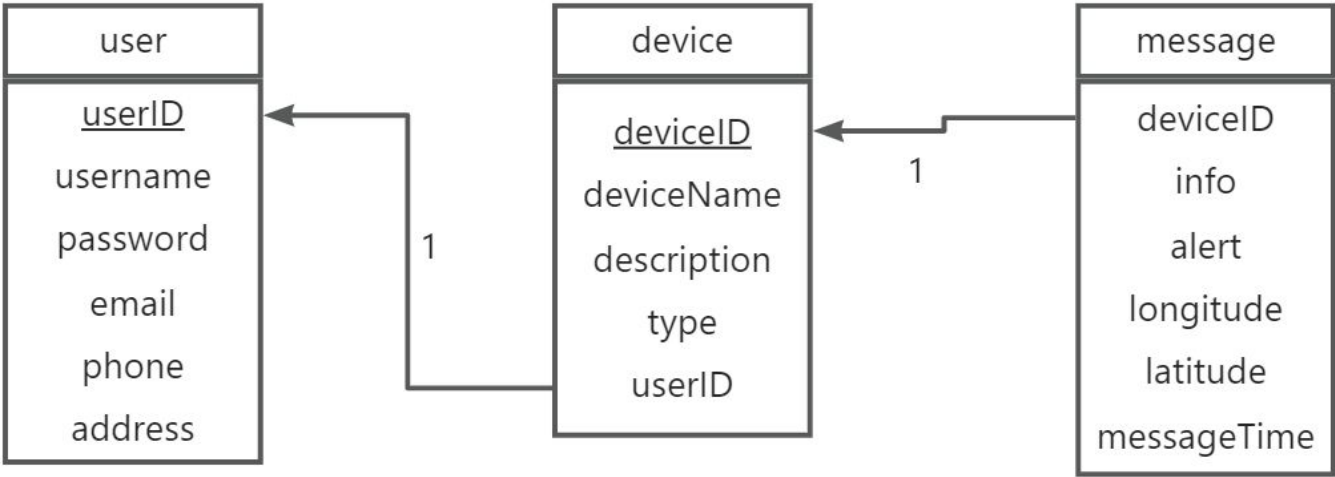 user
userID
username
password
email
phone
address
1
device
deviceID
deviceName
description
type
userID
1
message
deviceID
info
alert
longitude
latitude
messageTime